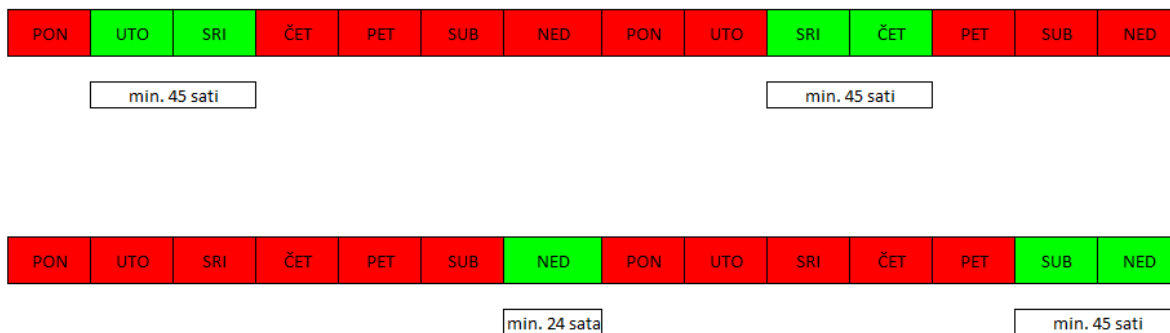 PON UTO SRI ČET PET SUB NED PON UTO SRI ČET PET SUB NED
min. 45 sati min. 45 sati
PON UTO SRI ČET PET SUB NED PON UTO SRI ČET PET SUB NED
min. 24 sata min. 45 sati